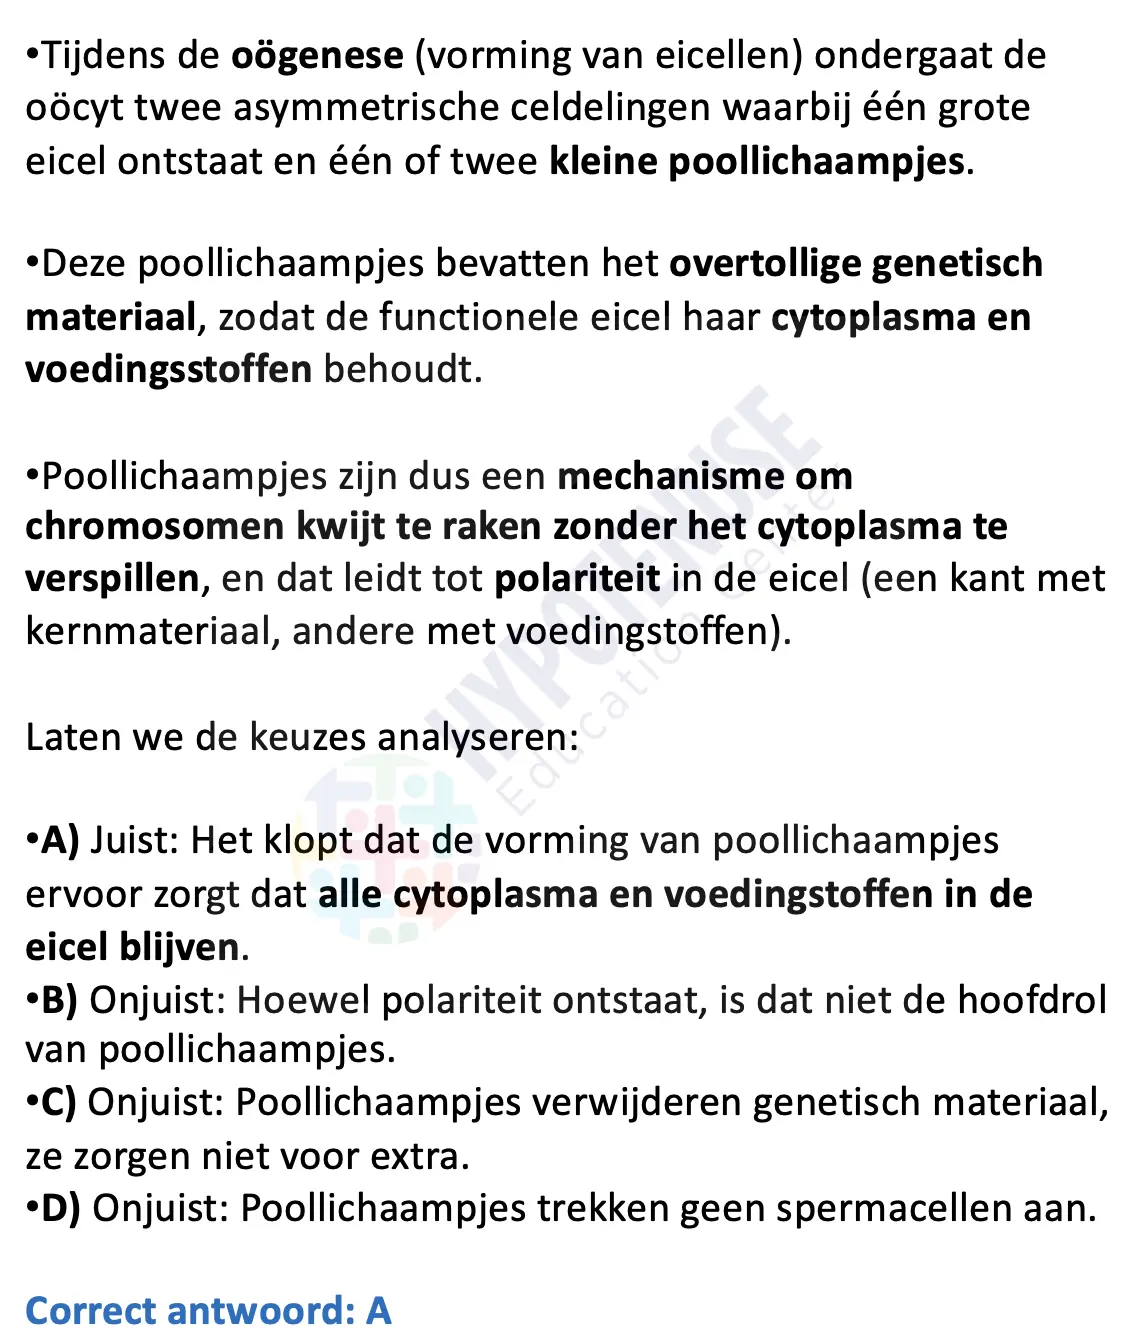 •Tijdens de oögenese (vorming van eicellen) ondergaat de
oöcyt twee asymmetrische celdelingen waarbij één grote
eicel ontstaat en één of twee kleine poollichaampjes.
•Deze poollichaampjes bevatten het overtollige genetisch
materiaal, zodat de functionele eicel haar cytoplasma en
voedingsstoffen behoudt.
•Poollichaampjes zijn dus een mechanisme om
chromosomen kwijt te raken zonder het cytoplasma te
verspillen, en dat leidt tot polariteit in de eicel (een kant met
kernmateriaal, andere met voedingstoffen).
HYPOTENUSE
Education Cente
Laten we de keuzes analyseren:
•A) Juist: Het klopt dat de vorming van poollichaampjes
ervoor zorgt dat alle cytoplasma en voedingstoffen in de
eicel blijven.
•B) Onjuist: Hoewel polariteit ontstaat, is dat niet de hoofdrol
van poollichaampjes.
•C) Onjuist: Poollichaampjes verwijderen genetisch materiaal,
ze zorgen niet voor extra.
•D) Onjuist: Poollichaampjes trekken geen spermacellen aan.
Correct antwoord: A